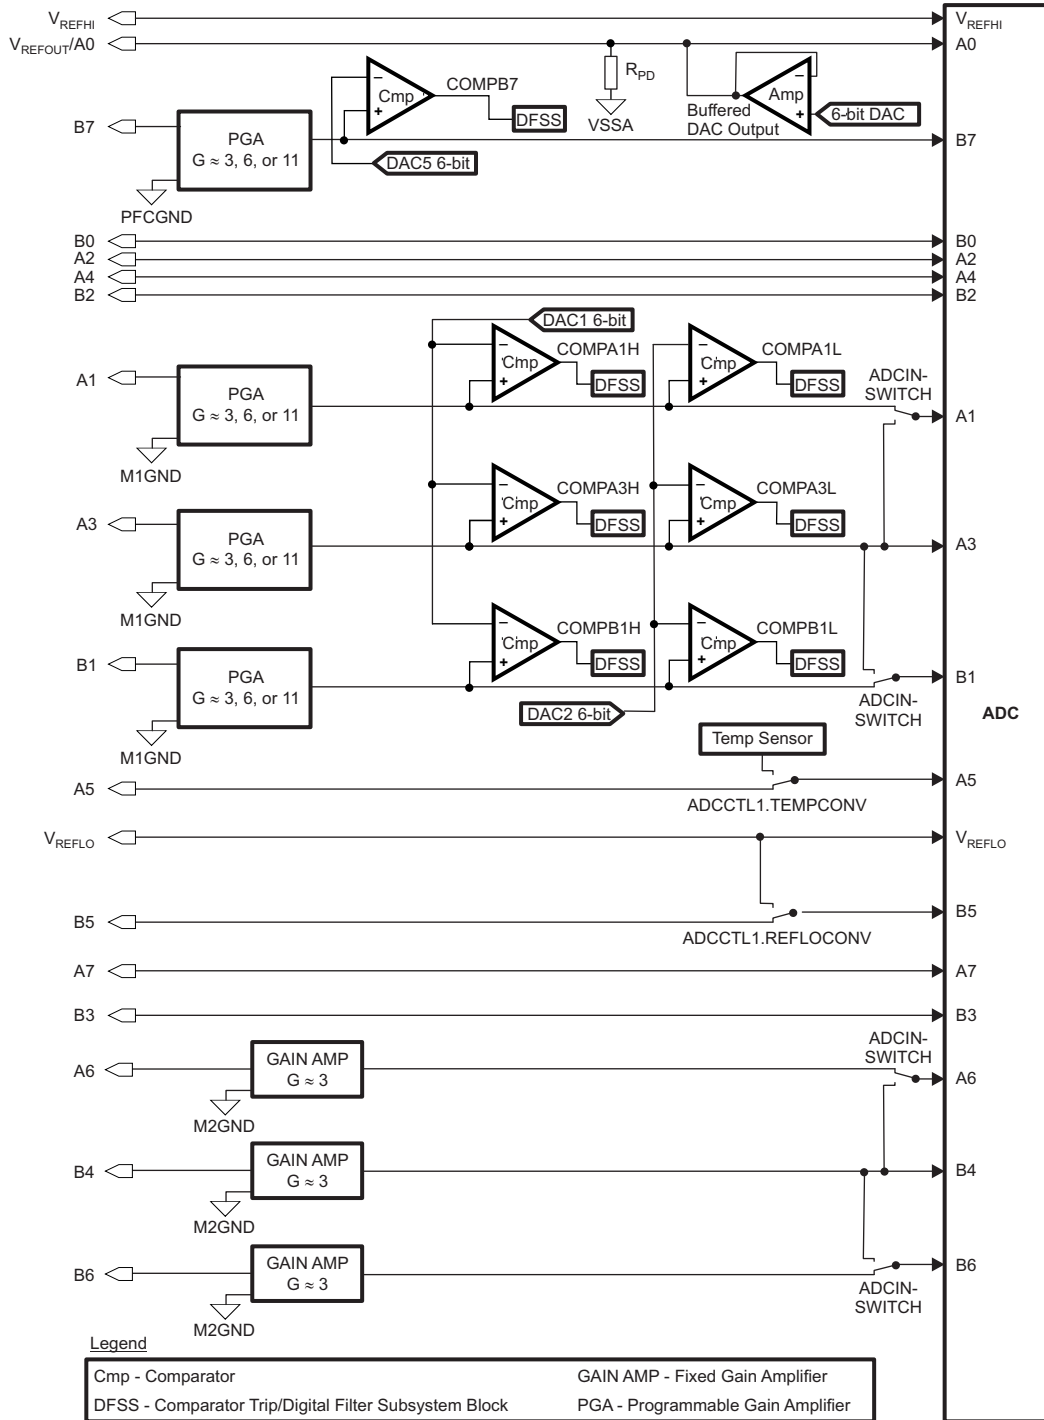 VREFHI
VREFHI
VREFOUT/A0
A0
COMPB7
Cmp
DFSS
RPD
VSSA
Amp
Buffered
DAC Output
6-bit DAC
B7
PGA
G ≈ 3, 6, or 11
DAC5 6-bit
B7
PFCGND
B0
B0
A2
A2
A4
A4
B2
B2
DAC1 6-bit
COMPA1H
Cmp
DFSS
COMPA1L
Cmp
DFSS
ADCIN-
SWITCH
A1
PGA
G ≈ 3, 6, or 11
A1
M1GND
COMPA3H
Cmp
DFSS
COMPA3L
Cmp
DFSS
A3
PGA
G ≈ 3, 6, or 11
A3
M1GND
COMPB1H
Cmp
DFSS
COMPB1L
Cmp
DFSS
B1
PGA
G ≈ 3, 6, or 11
B1
ADCIN-
SWITCH
DAC2 6-bit
ADC
M1GND
Temp Sensor
A5
A5
ADCCTL1.TEMPCONV
VREFLO
VREFLO
B5
B5
ADCCTL1.REFLOCONV
A7
A7
B3
B3
ADCIN-
SWITCH
A6
GAIN AMP
G ≈ 3
A6
M2GND
B4
GAIN AMP
G ≈ 3
B4
M2GND
B6
GAIN AMP
G ≈ 3
B6
ADCIN-
SWITCH
M2GND
Legend
Cmp - Comparator
GAIN AMP - Fixed Gain Amplifier
DFSS - Comparator Trip/Digital Filter Subsystem Block
PGA - Programmable Gain Amplifier